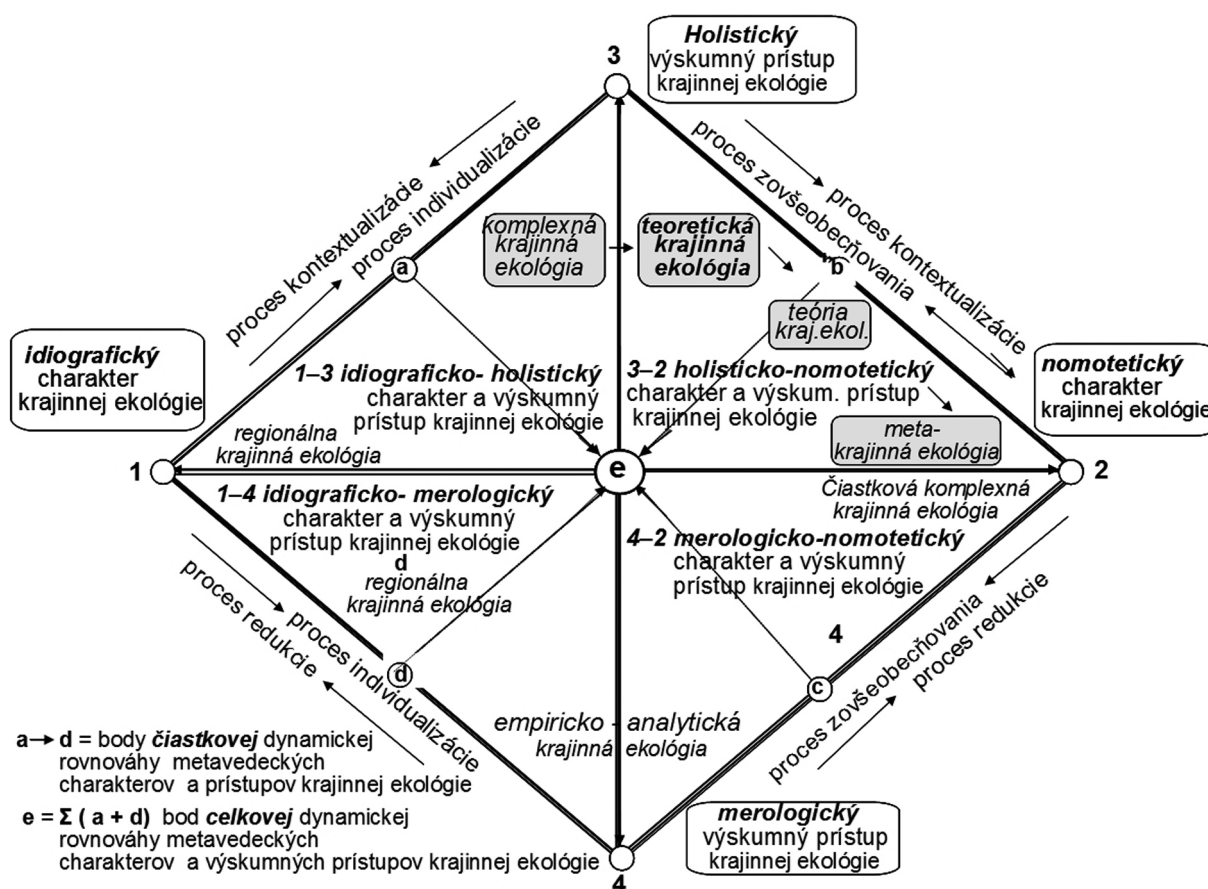 3
Holistický
výskumný prístup
krajinnej ekológie
proces kontextualizácie
proces individualizácie
proces zovšeobecňovania
proces kontextualizácie
komplexná
krajinná
ekológia
teoretická
krajinná
ekológia
a
b
teória
kraj.ekol.
idiografický
charakter
krajinnej ekológie
1–3 idiograficko- holistický
charakter a výskumný
prístup krajinnej ekológie
3–2 holisticko-nomotetický
charakter a výskum. prístup
krajinnej ekológie
nomotetický
charakter
krajinnej ekológie
regionálna
krajinná ekológia
meta-
krajinná ekológia
1
e
2
1–4 idiograficko- merologický
charakter a výskumný
prístup krajinnej ekológie
d
regionálna
krajinná ekológia
Čiastková komplexná
krajinná ekológia
4–2 merologicko-nomotetický
charakter a výskumný
prístup krajinnej ekológie
4
proces redukcie
proces individualizácie
d
c
proces zovšeobecňovania
proces redukcie
empiricko - analytická
krajinná ekológia
a→ d = body čiastkovej dynamickej
rovnováhy metavedeckých
charakterov a prístupov krajinnej ekológie
e = Σ ( a + d) bod celkovej dynamickej
rovnováhy metavedeckých
charakterov a výskumných prístupov krajinnej ekológie
merologický
výskumný prístup
krajinnej ekológie
4